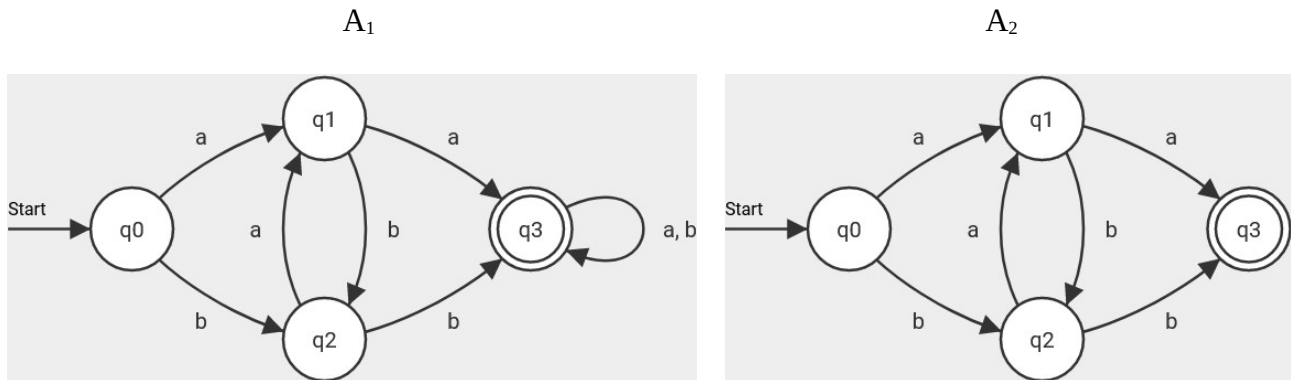 A₁ A₂
q1 q1
a a a a
Start q0 a b q3 a, b Start q0 a b q3
b b b b
q2 q2